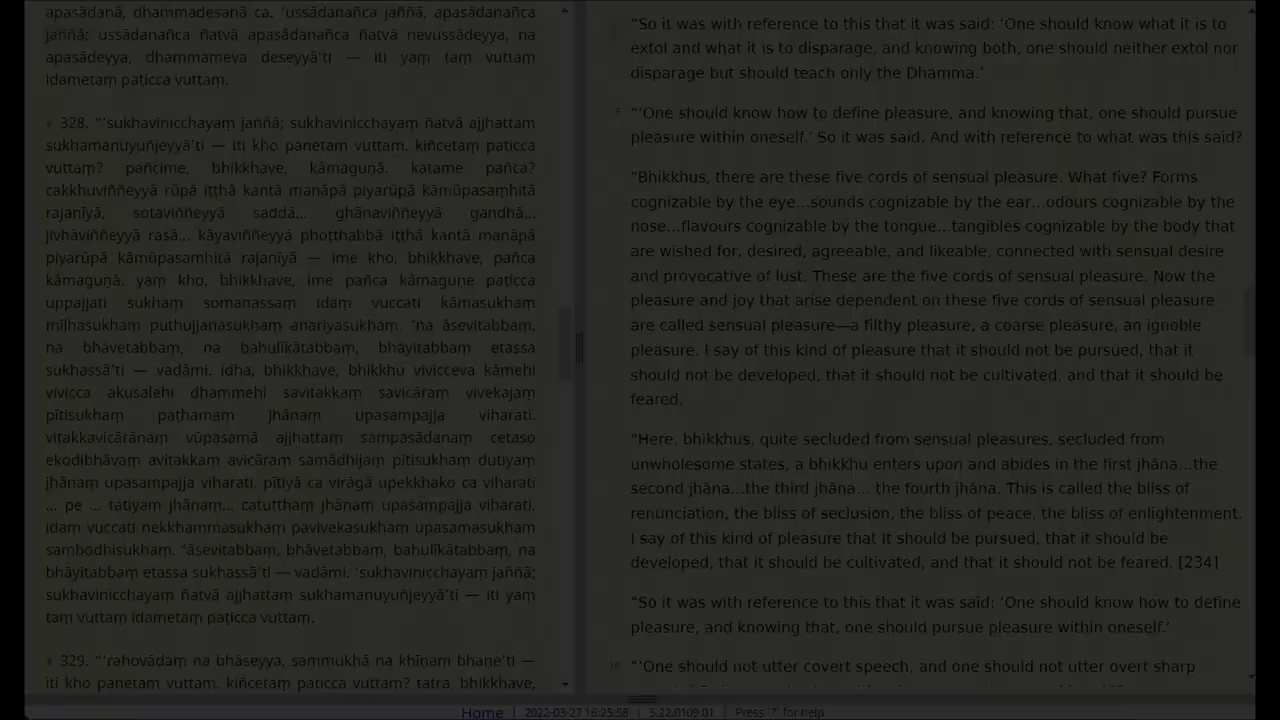 apasādanā, dhammadesanā ca. ‘ussādanañca jaññā, apasādanañca
jaññā; ussādanañca ñatvā apasādanañca ñatvā nevussādeyya, na
apasādeyya, dhammameva deseyyā’ti — iti yaṃ taṃ vuttaṃ
idametaṃ paṭicca vuttaṃ.
328. “‘sukhavinicchayaṃ jaññā; sukhavinicchayaṃ ñatvā ajjhattaṃ
sukhamanuyuñjeyyā’ti — iti kho panetaṃ vuttaṃ. kiñcetaṃ paṭicca
vuttaṃ? pañcime, bhikkhave, kāmaguṇā. katame pañca?
cakkhuviññeyyā rūpā iṭṭhā kantā manāpā piyarūpā kāmūpasaṃhitā
rajanīyā, sotaviññeyyā saddā... ghānaviññeyyā gandhā...
jivhāviññeyyā rasā... kāyaviññeyyā phoṭṭhabbā iṭṭhā kantā manāpā
piyarūpā kāmūpasaṃhitā rajanīyā — ime kho, bhikkhave, pañca
kāmaguṇā. yaṃ kho, bhikkhave, ime pañca kāmaguṇe paṭicca
uppajjati sukhaṃ somanassaṃ idaṃ vuccati kāmasukhaṃ
mīḷhasukhaṃ puthujjanasukhaṃ anariyasukhaṃ. ‘na āsevitabbaṃ,
na bhāvetabbaṃ, na bahulīkātabbaṃ, bhāyitabbaṃ etassa
sukhassā’ti — vadāmi. idha, bhikkhave, bhikkhu vivicceva kāmehi
vivicca akusalehi dhammehi savitakkaṃ savicāraṃ vivekajaṃ
pītisukhaṃ paṭhamaṃ jhānaṃ upasampajja viharati.
vitakkavicārānaṃ vūpasamā ajjhattaṃ sampasādanaṃ cetaso
ekodibhāvaṃ avitakkaṃ avicāraṃ samādhijaṃ pītisukhaṃ dutiyaṃ
jhānaṃ upasampajja viharati. pītiyā ca virāgā upekkhako ca viharati
... pe ... tatiyaṃ jhānaṃ... catutthaṃ jhānaṃ upasampajja viharati.
idaṃ vuccati nekkhammasukhaṃ pavivekasukhaṃ upasamasukhaṃ
sambodhisukhaṃ. ‘āsevitabbaṃ, bhāvetabbaṃ, bahulīkātabbaṃ, na
bhāyitabbaṃ etassa sukhassā’ti — vadāmi. ‘sukhavinicchayaṃ jaññā;
sukhavinicchayaṃ ñatvā ajjhattaṃ sukhamanuyuñjeyyā’ti — iti yaṃ
taṃ vuttaṃ idametaṃ paṭicca vuttaṃ.
329. “‘rahovādaṃ na bhāseyya, sammukhā na khīṇaṃ bhaṇe’ti —
iti kho panetaṃ vuttaṃ. kiñcetaṃ paṭicca vuttaṃ? tatra, bhikkhave,
“So it was with reference to this that it was said: ‘One should know what it is to
extol and what it is to disparage, and knowing both, one should neither extol nor
disparage but should teach only the Dhamma.’
“‘One should know how to define pleasure, and knowing that, one should pursue
pleasure within oneself.’ So it was said. And with reference to what was this said?
“Bhikkhus, there are these five cords of sensual pleasure. What five? Forms
cognizable by the eye...sounds cognizable by the ear...odours cognizable by the
nose...flavours cognizable by the tongue...tangibles cognizable by the body that
are wished for, desired, agreeable, and likeable, connected with sensual desire
and provocative of lust. These are the five cords of sensual pleasure. Now the
pleasure and joy that arise dependent on these five cords of sensual pleasure
are called sensual pleasure—a filthy pleasure, a coarse pleasure, an ignoble
pleasure. I say of this kind of pleasure that it should not be pursued, that it
should not be developed, that it should not be cultivated, and that it should be
feared.
“Here, bhikkhus, quite secluded from sensual pleasures, secluded from
unwholesome states, a bhikkhu enters upon and abides in the first jhāna...the
second jhāna...the third jhāna... the fourth jhāna. This is called the bliss of
renunciation, the bliss of seclusion, the bliss of peace, the bliss of enlightenment.
I say of this kind of pleasure that it should be pursued, that it should be
developed, that it should be cultivated, and that it should not be feared. [234]
“So it was with reference to this that it was said: ‘One should know how to define
pleasure, and knowing that, one should pursue pleasure within oneself.’
10 “‘One should not utter covert speech, and one should not utter overt sharp
Home | 2022-03-27 16:25:58 | 5.22.0109.01 | Press '?' for help